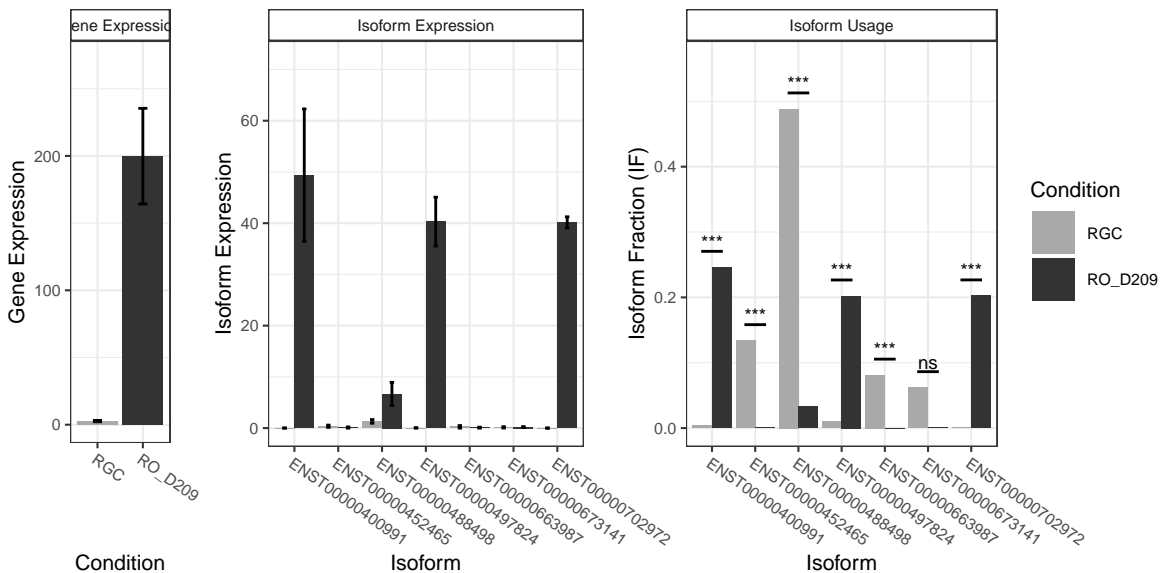 ene Expressio
Gene Expression
200
100
0
RGC
RO_D209
Condition
Isoform Expression
Isoform Expression
60
40
20
0
ENST00000400991
ENST00000452465
ENST00000488498
ENST00000497824
ENST00000663987
ENST00000673141
ENST00000702972
Isoform
Isoform Usage
Isoform Fraction (IF)
0.4
0.2
0.0
***
***
***
***
***
ns
***
ENST00000400991
ENST00000452465
ENST00000488498
ENST00000497824
ENST00000663987
ENST00000673141
ENST00000702972
Isoform
Condition
RGC
RO_D209